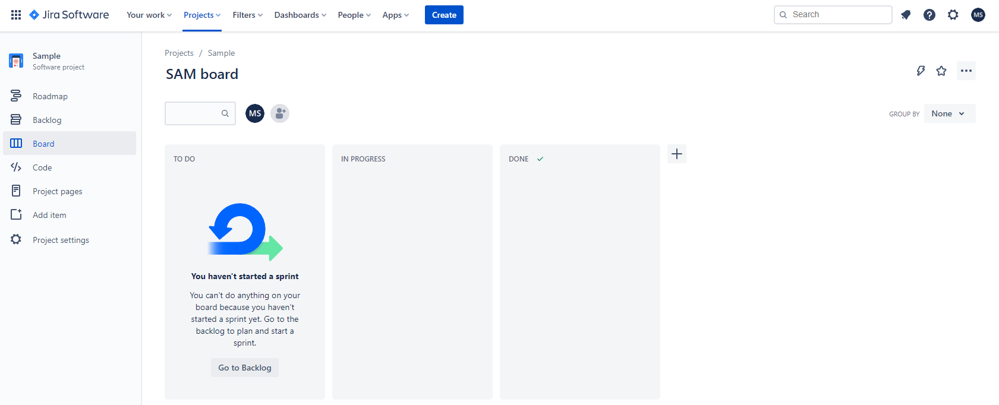 Jira Software Your work Projects Filters Dashboards People Apps Create Search MS
Sample
Software project
Roadmap
Backlog
Board
Code
Project pages
Add item
Project settings
Projects / Sample
SAM board
MS
GROUP BY None
TO DO
IN PROGRESS
DONE
You haven't started a sprint
You can't do anything on your
board because you haven't
started a sprint yet. Go to the
backlog to plan and start a
sprint.
Go to Backlog